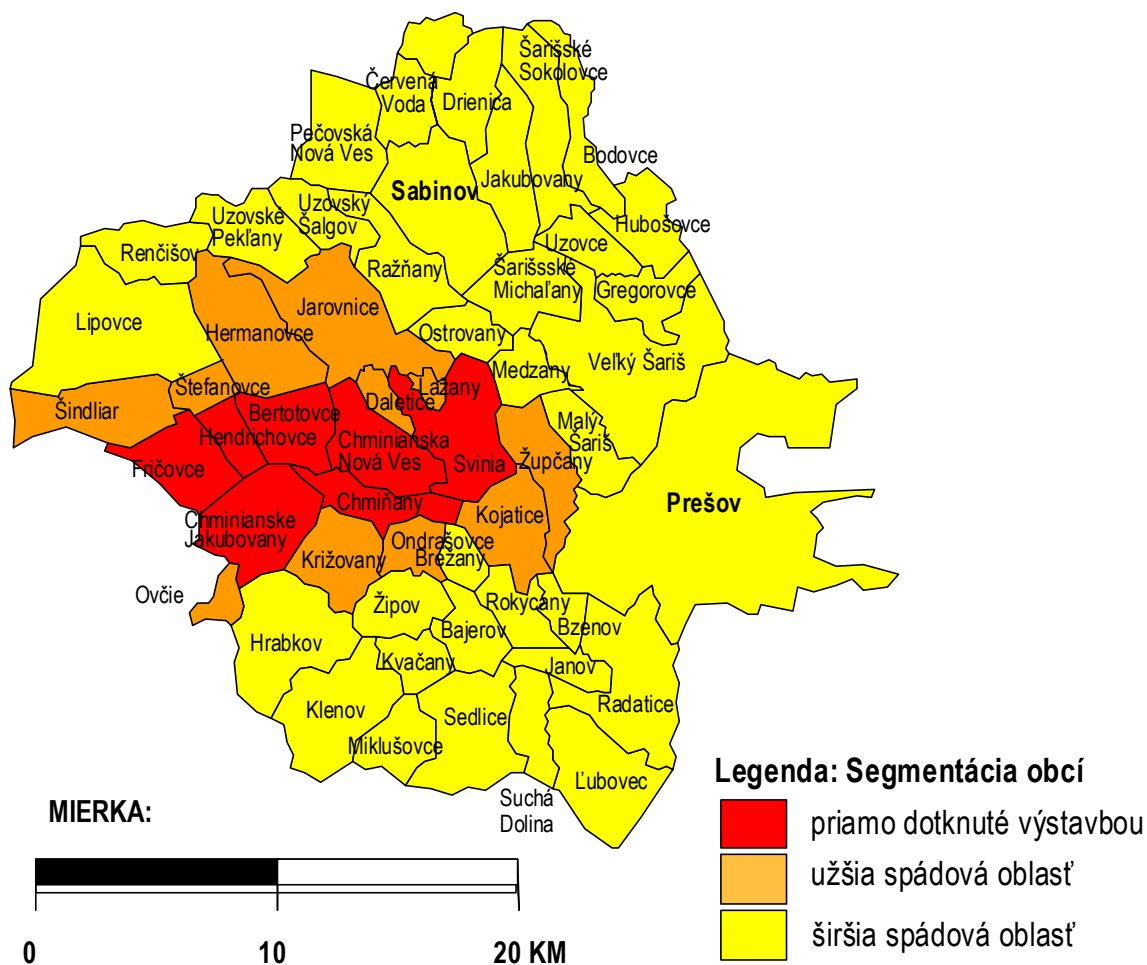 Šarišské
Sokolovce
Červená
Voda
Drienica
Pečovská
Nová Ves
Bodovce
Jakubovany
Sabinov
Uzovský
Šalgov
Uzovské
Pekľany
Hubošovce
Uzovce
Renčišov
Ražňany
Šarišsské
Michaľany
Gregorovce
Jarovnice
Lipovce
Hermanovce
Ostrovany
Medzany
Veľký Šariš
Štefanovce
Lažany
Daletice
Šindliar
Bertotovce
Hendrichovce
Chminianska
Nová Ves
Malý
Šariš
Svinia
Župčany
Fričovce
Chmiňany
Prešov
Kojatice
Chminianske
Jakubovany
Ondrašovce
Brežany
Križovany
Ovčie
Žipov
Rokycany
Bzenov
Bajerov
Hrabkov
Kvačany
Janov
Klenov
Sedlice
Radatice
Miklušovce
Ľubovec
Suchá
Dolina
MIERKA:
0 10 20 KM
Legenda: Segmentácia obcí
priamo dotknuté výstavbou
užšia spádová oblasť
širšia spádová oblasť